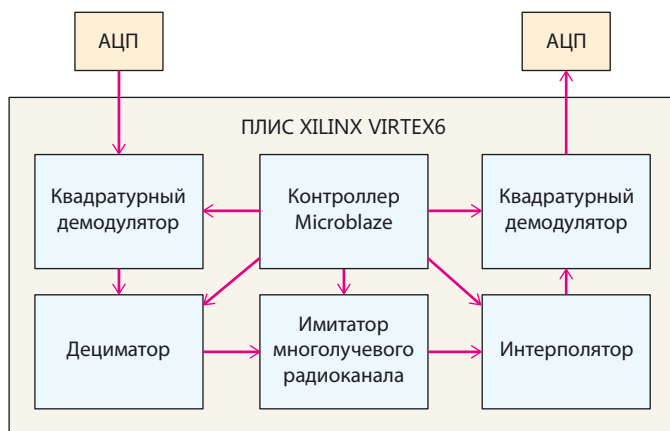 АЦП
АЦП
ПЛИС XILINX VIRTEX6
Квадратурный
демодулятор
Контроллер
Microblaze
Квадратурный
демодулятор
Дециматор
Имитатор
многолучевого
радиоканала
Интерполятор